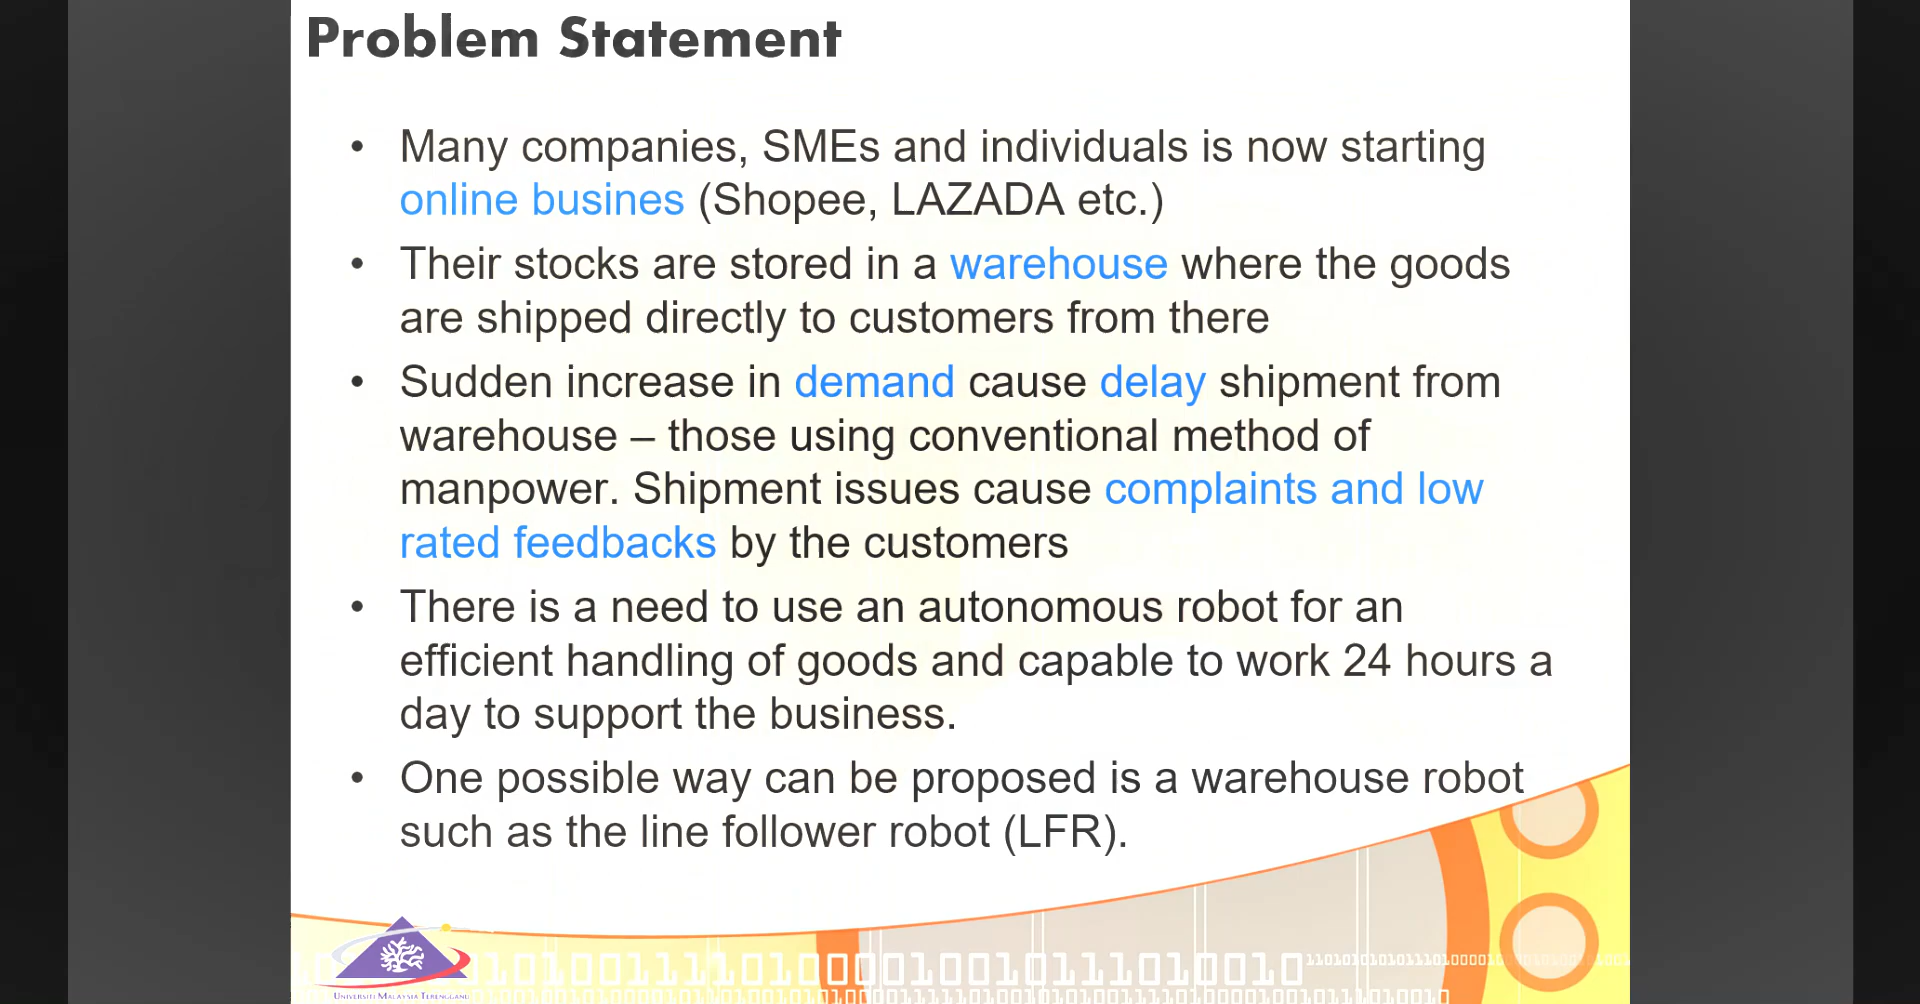 Problem Statement
• Many companies, SMEs and individuals is now starting
online busines (Shopee, LAZADA etc.)
• Their stocks are stored in a warehouse where the goods
are shipped directly to customers from there
• Sudden increase in demand cause delay shipment from
warehouse – those using conventional method of
manpower. Shipment issues cause complaints and low
rated feedbacks by the customers
• There is a need to use an autonomous robot for an
efficient handling of goods and capable to work 24 hours a
day to support the business.
• One possible way can be proposed is a warehouse robot
such as the line follower robot (LFR).
UNIVERSITI MALAYSIA TERENGGANU